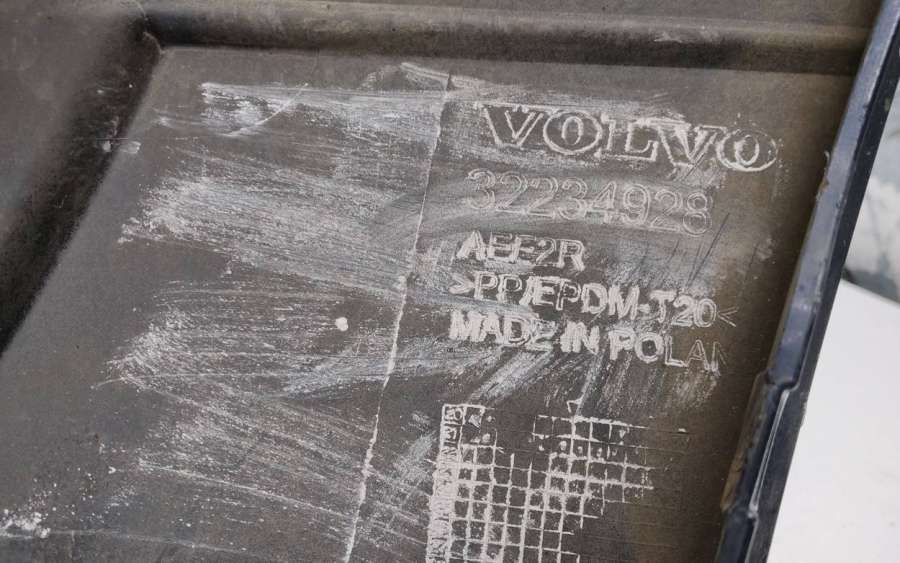 VOLVO
32234928
AEE2R
>PP/EPDM-T20<
MADE IN POLAN